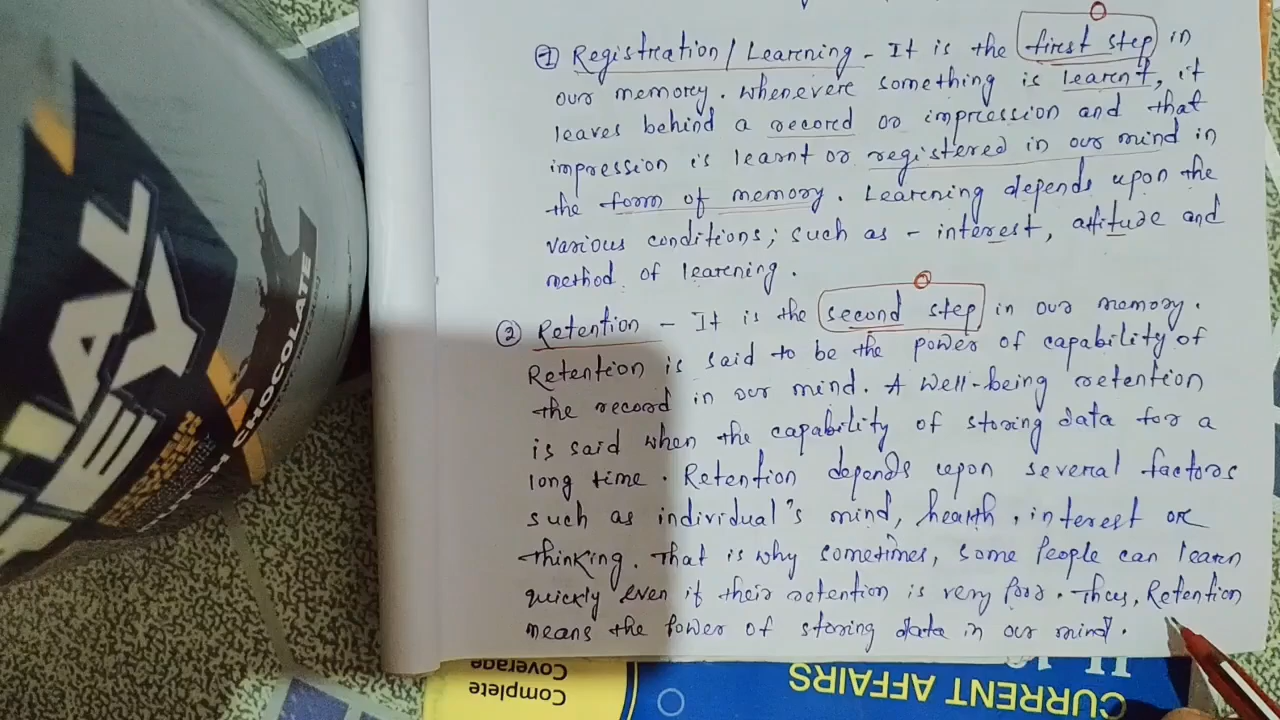 ① Registration / Learning - It is the first step in
our memory. whenevere something is learnt, it
leaves behind a record or impression and that
impression is learnt or registered in our mind in
the form of memory. Learning depends upon the
various conditions; such as - interest, attitude and
method of learning.
② Retention - It is the second step in our memory.
Retention is said to be the power of capability of
the record in our mind. A well-being retention
is said when the capability of storing data for a
long time. Retention depends upon several factors
such as individual's mind, health, interest or
thinking. That is why sometimes, some people can learn
quickly even if their retention is very poor. Thus, Retention
means the power of storing data in our mind.
CHOCOLATE
Complete
Coverage
CURRENT AFFAIRS